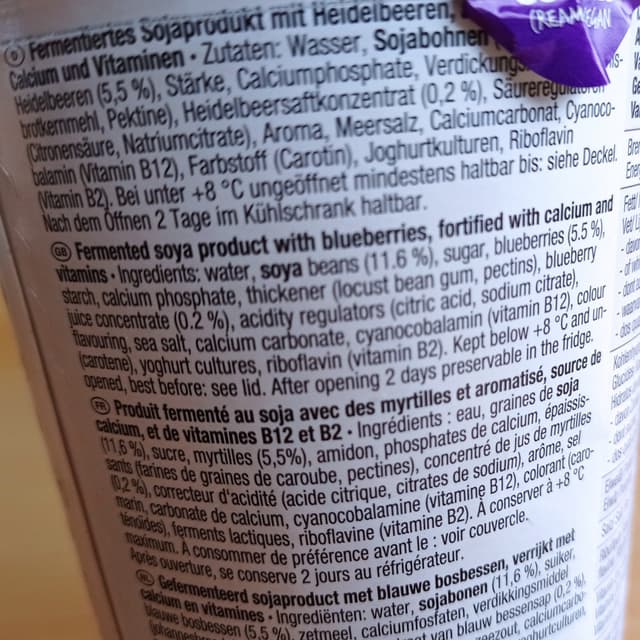 CREAMEGAN
D Fermentiertes Sojaprodukt mit Heidelbeeren,
Calcium und Vitaminen • Zutaten: Wasser, Sojabohnen
Heidelbeeren (5,5 %), Stärke, Calciumphosphate, Verdickungs
brotkernmehl, Pektine), Heidelbeersaftkonzentrat (0,2 %), Säureregulatoren
(Citronensäure, Natriumcitrate), Aroma, Meersalz, Calciumcarbonat, Cyanoco-
balamin (Vitamin B12), Farbstoff (Carotin), Joghurtkulturen, Riboflavin
(Vitamin B2). Bei unter +8 °C ungeöffnet mindestens haltbar bis: siehe Deckel.
Nach dem Öffnen 2 Tage im Kühlschrank haltbar.
GB Fermented soya product with blueberries, fortified with calcium and
vitamins • Ingredients: water, soya beans (11.6 %), sugar, blueberries (5.5 %),
starch, calcium phosphate, thickener (locust bean gum, pectins), blueberry
juice concentrate (0.2 %), acidity regulators (citric acid, sodium citrate),
flavouring, sea salt, calcium carbonate, cyanocobalamin (vitamin B12), colour
(carotene), yoghurt cultures, riboflavin (vitamin B2). Kept below +8 °C and un-
opened, best before: see lid. After opening 2 days preservable in the fridge.
FR Produit fermenté au soja avec des myrtilles et aromatisé, source de
calcium, et de vitamines B12 et B2 • Ingrédients : eau, graines de soja
(11,6 %), sucre, myrtilles (5,5%), amidon, phosphates de calcium, épaissis-
sants (farines de graines de caroube, pectines), concentré de jus de myrtilles
(0,2 %), correcteur d'acidité (acide citrique, citrates de sodium), arôme, sel
marin, carbonate de calcium, cyanocobalamine (vitamine B12), colorant (caro-
ténoïdes), ferments lactiques, riboflavine (vitamine B2). À conserver à +8 °C
maximum. À consommer de préférence avant le : voir couvercle.
Après ouverture, se conserve 2 jours au réfrigérateur.
NL Gefermenteerd sojaproduct met blauwe bosbessen, verrijkt met
calcium en vitamines • Ingrediënten: water, sojabonen (11,6 %), suiker,
blauwe bosbessen (5,5 %), zetmeel, calciumfosfaten, verdikkingsmiddel
van blauw bessensap (0,2 %),
zeezout, calciumcarbo-